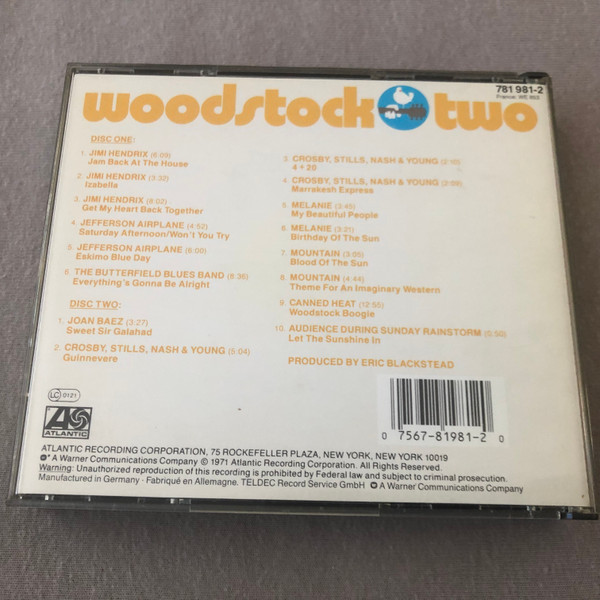 781 981-2
France: WE 852
woodstock two
DISC ONE:
1. JIMI HENDRIX (6:09)
Jam Back At The House
2. JIMI HENDRIX (3:32)
Izabella
3. JIMI HENDRIX (8:02)
Get My Heart Back Together
4. JEFFERSON AIRPLANE (4:52)
Saturday Afternoon/Won't You Try
5. JEFFERSON AIRPLANE (6:00)
Eskimo Blue Day
6. THE BUTTERFIELD BLUES BAND (8:36)
Everything's Gonna Be Alright
DISC TWO:
1. JOAN BAEZ (3:27)
Sweet Sir Galahad
2. CROSBY, STILLS, NASH & YOUNG (5:04)
Guinnevere
3. CROSBY, STILLS, NASH & YOUNG
4 + 20
4. CROSBY, STILLS, NASH & YOUNG
Marrakesh Express
5. MELANIE (3:45)
My Beautiful People
6. MELANIE (3:21)
Birthday Of The Sun
7. MOUNTAIN (3:05)
Blood Of The Sun
8. MOUNTAIN (4:44)
Theme For An Imaginary Western
9. CANNED HEAT (12:55)
Woodstock Boogie
10. AUDIENCE DURING SUNDAY RAINSTORM (0:50)
Let The Sunshine In
PRODUCED BY ERIC BLACKSTEAD
LC 0121
ATLANTIC
0 7567-81981-2 0
ATLANTIC RECORDING CORPORATION, 75 ROCKEFELLER PLAZA, NEW YORK, NEW YORK 10019
A Warner Communications Company © 1971 Atlantic Recording Corporation. All Rights Reserved.
Warning: Unauthorized reproduction of this recording is prohibited by Federal law and subject to criminal prosecution.
Manufactured in Germany · Fabriqué en Allemagne. TELDEC Record Service GmbH A Warner Communications Company